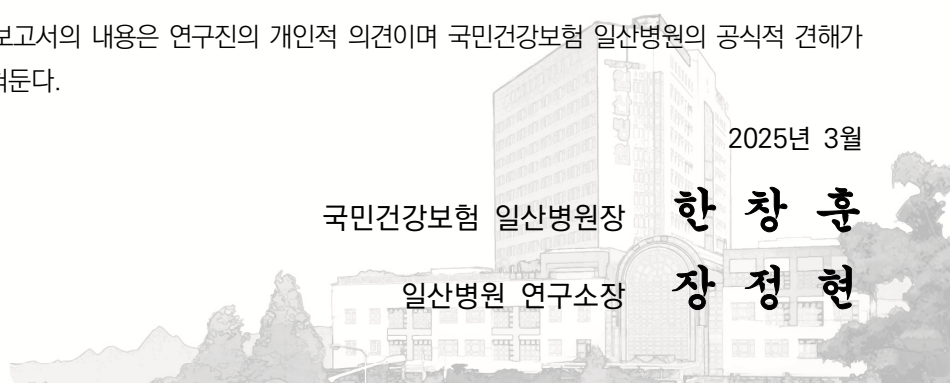 보고서의 내용은 연구진의 개인적 의견이며 국민건강보험 일산병원의 공식적 견해가
둔다.
2025년 3월
국민건강보험 일산병원장 한 창 훈
일산병원 연구소장 장 정 현